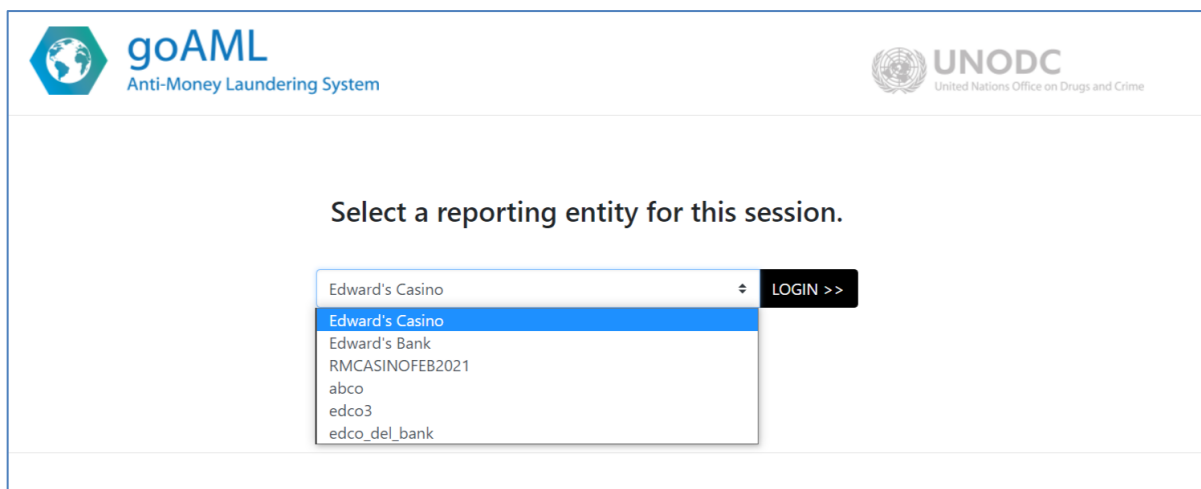 goAML
Anti-Money Laundering System
UNODC
United Nations Office on Drugs and Crime
Select a reporting entity for this session.
Edward's Casino
LOGIN >>
Edward's Casino
Edward's Bank
RMCASINOFEB2021
abco
edco3
edco_del_bank